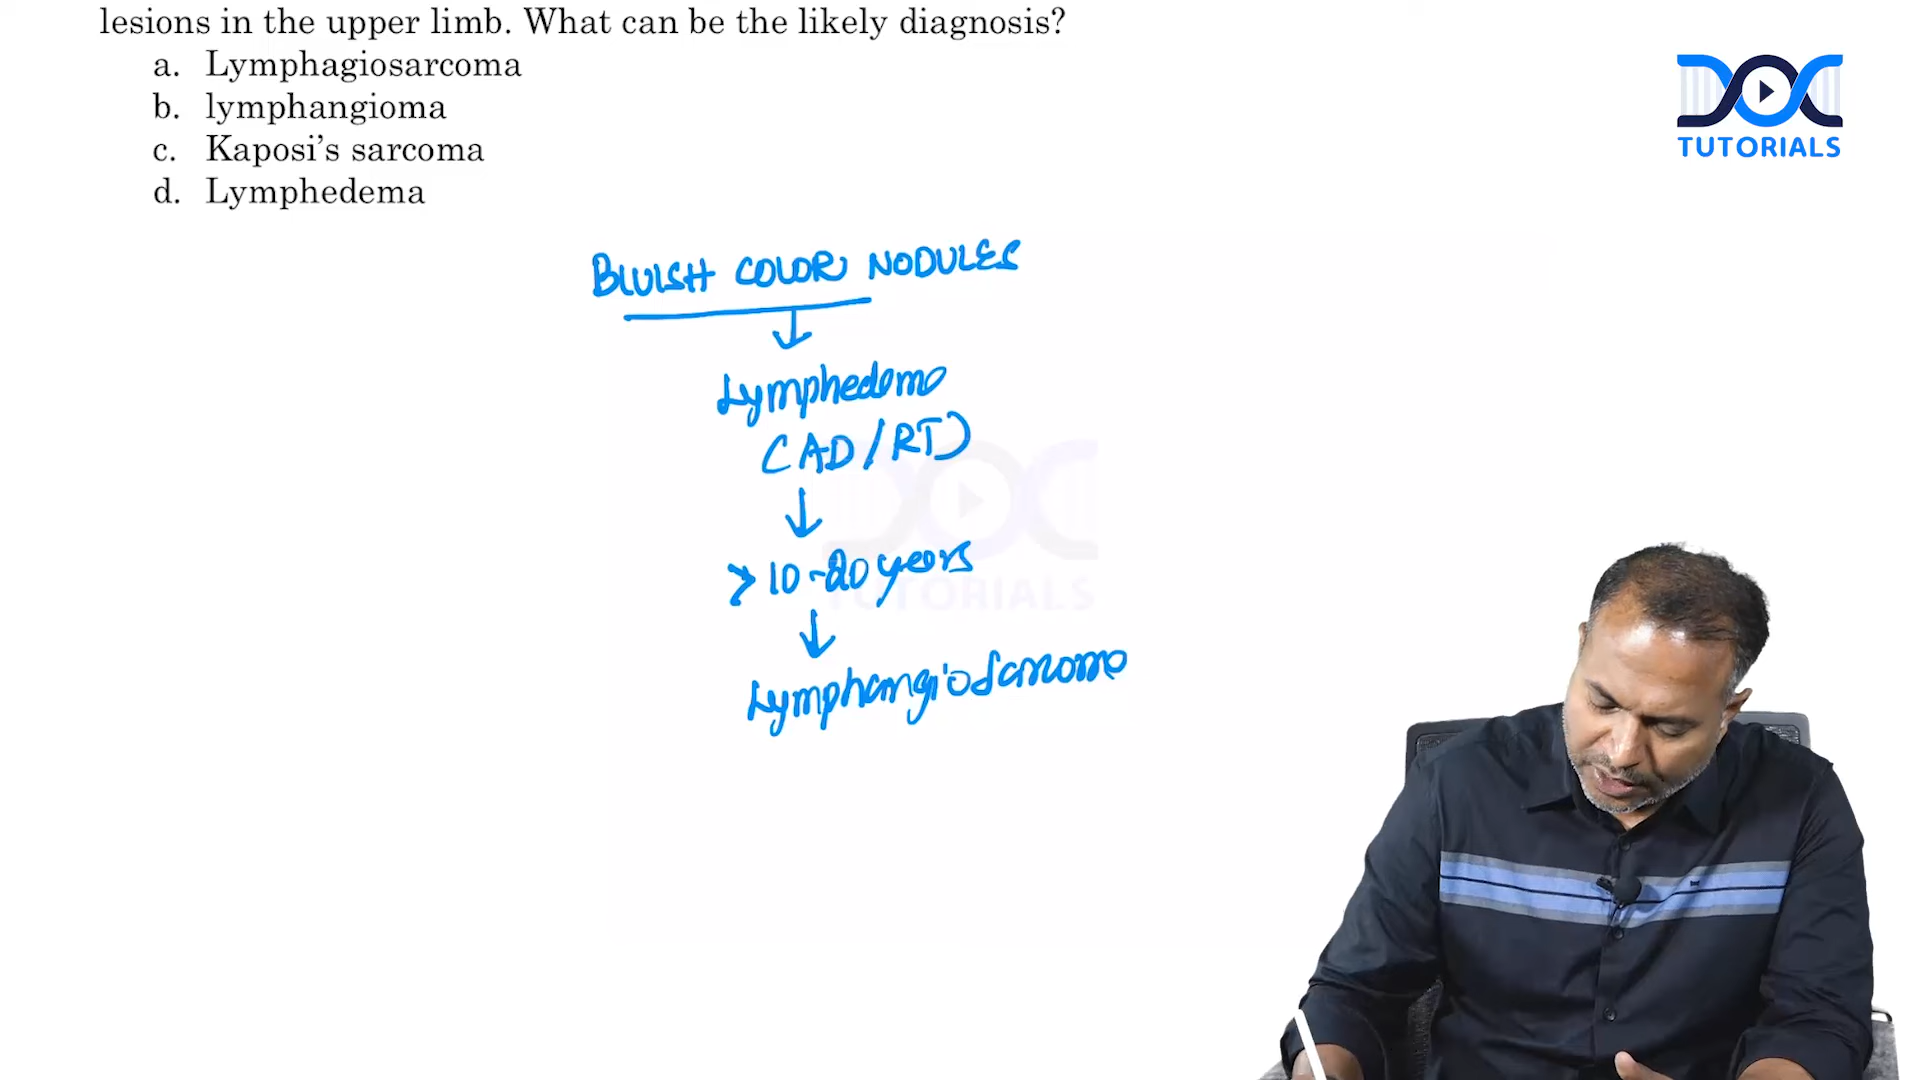 lesions in the upper limb. What can be the likely diagnosis?
a. Lymphagiosarcoma
b. lymphangioma
c. Kaposi's sarcoma
d. Lymphedema
TUTORIALS
BLUISH COLOR NODULES
Lymphedema
(AD/RT)
> 10-20 years
TUTORIALS
Lymphangiosarcoma